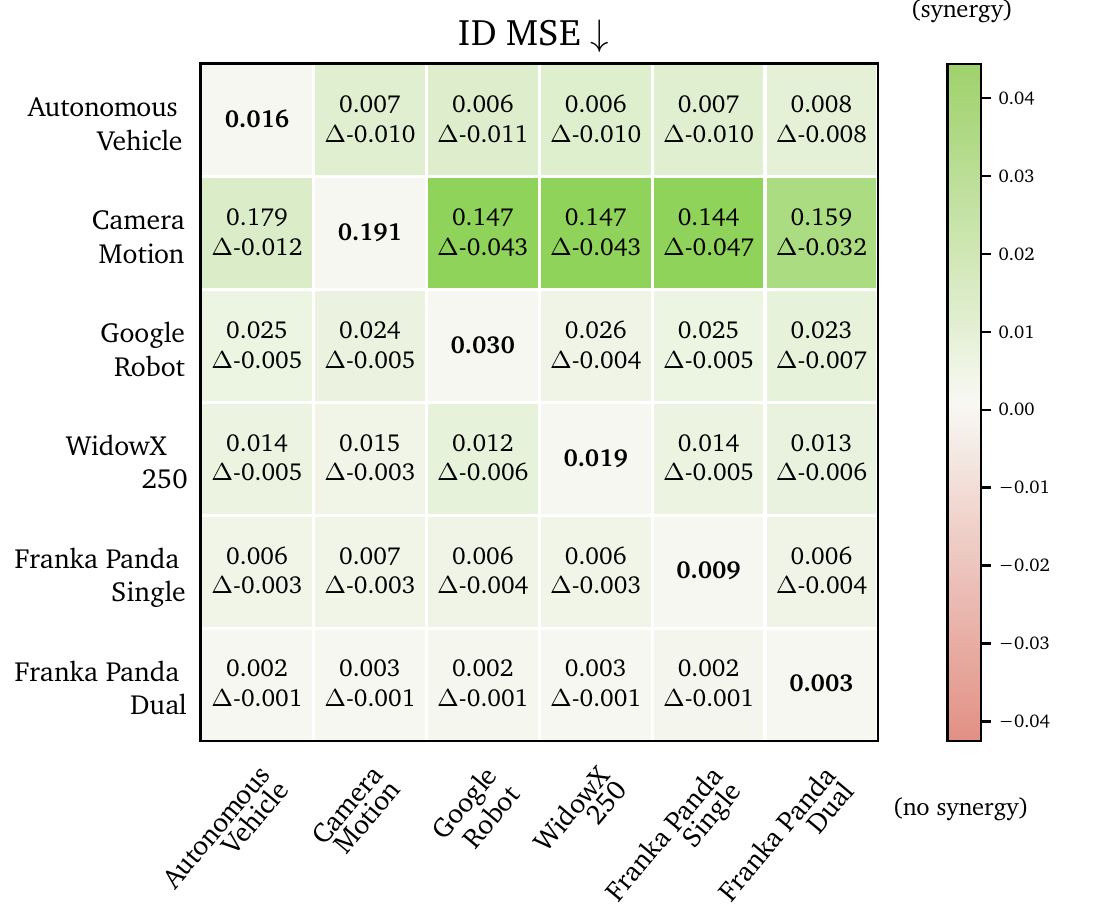 (synergy)
ID MSE ↓
Autonomous
Vehicle
0.016
0.007
Δ-0.010
0.006
Δ-0.011
0.006
Δ-0.010
0.007
Δ-0.010
0.008
Δ-0.008
Camera
Motion
0.179
Δ-0.012
0.191
0.147
Δ-0.043
0.147
Δ-0.043
0.144
Δ-0.047
0.159
Δ-0.032
Google
Robot
0.025
Δ-0.005
0.024
Δ-0.005
0.030
0.026
Δ-0.004
0.025
Δ-0.005
0.023
Δ-0.007
WidowX
250
0.014
Δ-0.005
0.015
Δ-0.003
0.012
Δ-0.006
0.019
0.014
Δ-0.005
0.013
Δ-0.006
Franka Panda
Single
0.006
Δ-0.003
0.007
Δ-0.003
0.006
Δ-0.004
0.006
Δ-0.003
0.009
0.006
Δ-0.004
Franka Panda
Dual
0.002
Δ-0.001
0.003
Δ-0.001
0.002
Δ-0.001
0.003
Δ-0.001
0.002
Δ-0.001
0.003
Autonomous
Vehicle
Camera
Motion
Google
Robot
WidowX
250
Franka Panda
Single
Franka Panda
Dual
0.04
0.03
0.02
0.01
0.00
−0.01
−0.02
−0.03
−0.04
(no synergy)